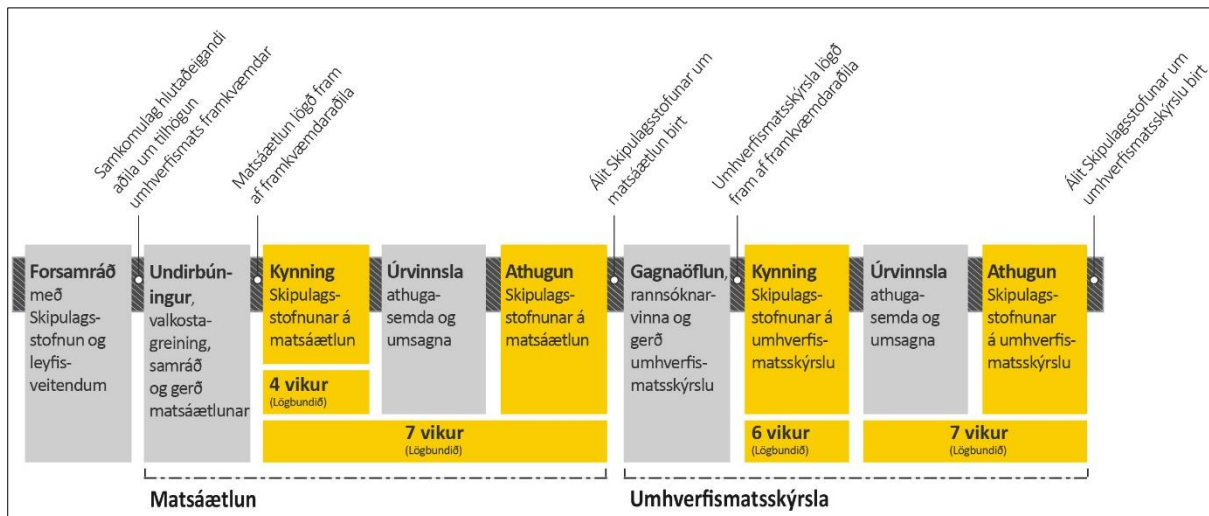 Samkomulag hlutaðeigandi
aðila um tilhögun
umhverfismats framkvæmdar
Matsáætlun lögð fram
af framkvæmdaraðila
Álit Skipulagsstofunar um
matsáætlun birt
Umhverfismatsskýrsla lögð
fram af framkvæmdaraðila
Álit Skipulagsstofunar um
umhverfismatsskýrslu birt
Forsamráð
með
Skipulags-
stofnun og
leyfis-
veitendum
Undirbún-
ingur,
valkosta-
greining,
samráð
og gerð
matsáætlunar
Kynning
Skipulags-
stofnunar á
matsáætlun
4 vikur
(Lögbundið)
Úrvinnsla
athuga-
semda og
umsagna
Athugun
Skipulags-
stofnunar á
matsáætlun
7 vikur
(Lögbundið)
Gagnaöflun,
rannsóknar-
vinna og
gerð
umhverfis-
matsskýrslu
Kynning
Skipulags-
stofnunar á
umhverfis-
matsskýrslu
6 vikur
(Lögbundið)
Úrvinnsla
athuga-
semda og
umsagna
Athugun
Skipulags-
stofnunar
á umhverfis-
matsskýrslu
7 vikur
(Lögbundið)
Matsáætlun
Umhverfismatsskýrsla